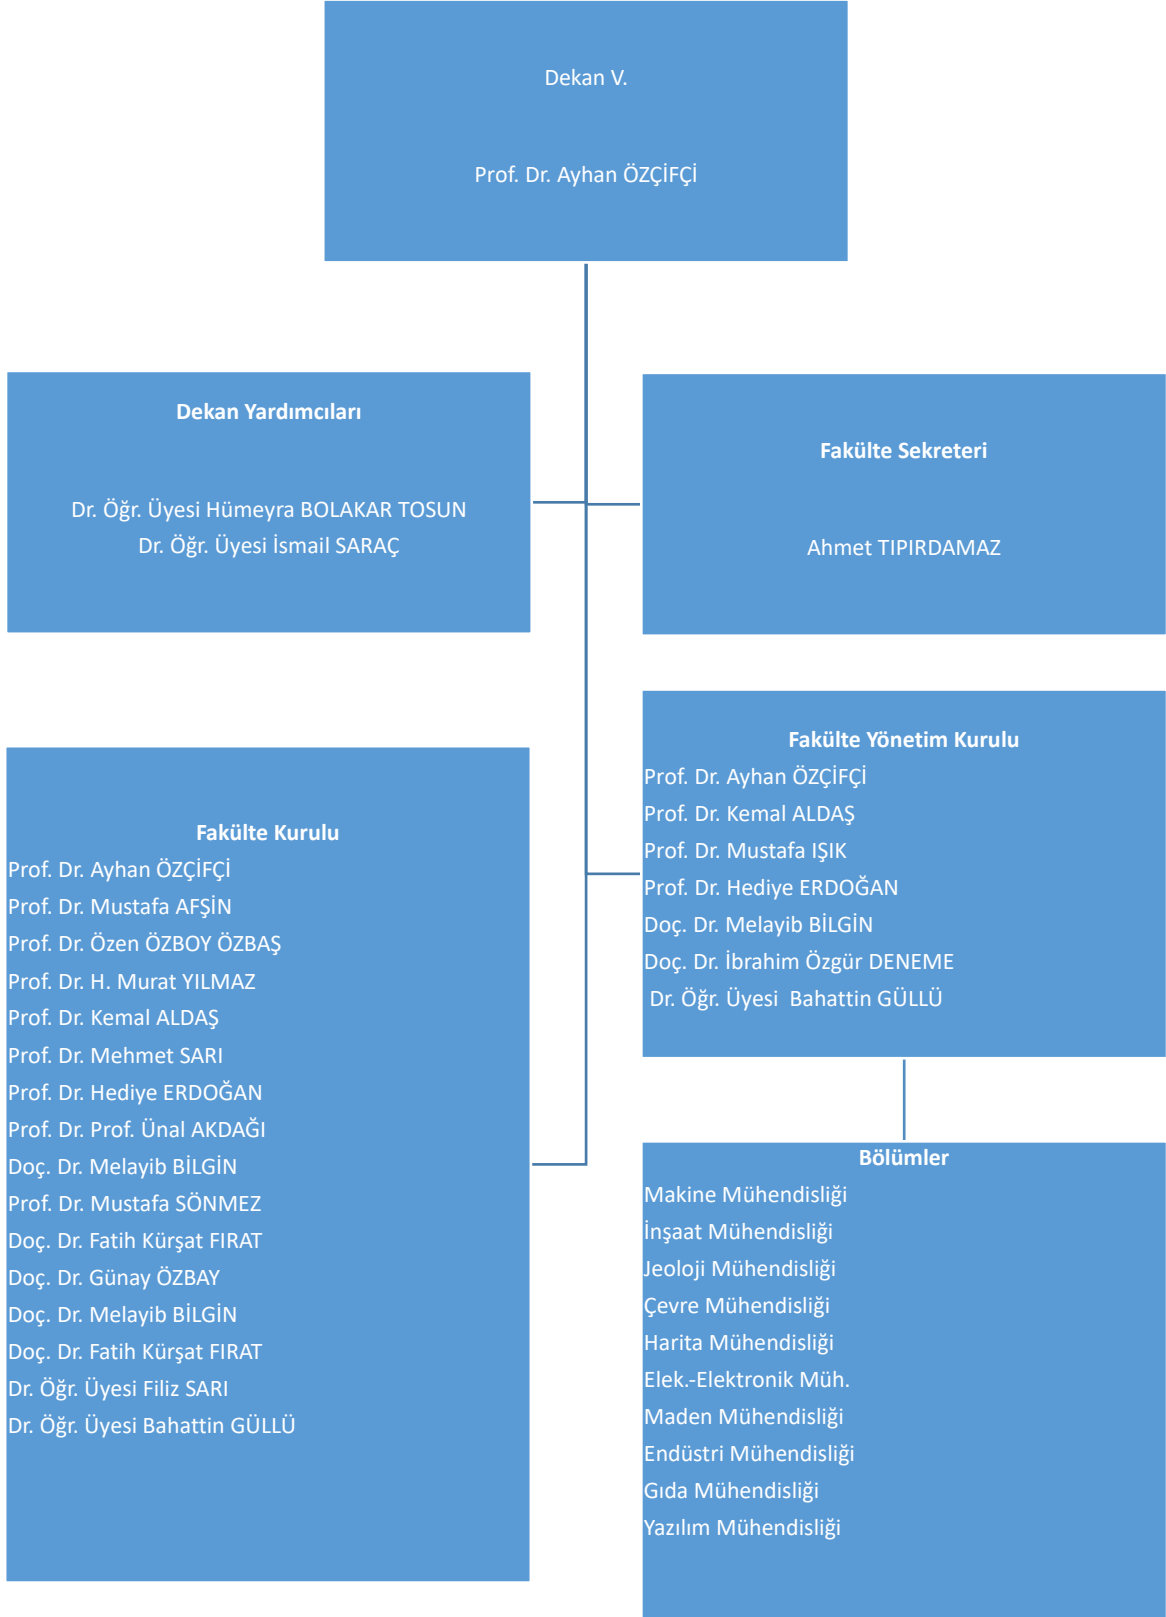 Dekan V.
Prof. Dr. Ayhan ÖZÇİFÇİ
Dekan Yardımcıları
Dr. Öğr. Üyesi Hümeyra BOLAKAR TOSUN
Dr. Öğr. Üyesi İsmail SARAÇ
Fakülte Sekreteri
Ahmet TIPIRDAMAZ
Fakülte Yönetim Kurulu
Prof. Dr. Ayhan ÖZÇİFÇİ
Prof. Dr. Kemal ALDAŞ
Prof. Dr. Mustafa IŞIK
Prof. Dr. Hediye ERDOĞAN
Doç. Dr. Melayib BİLGİN
Doç. Dr. İbrahim Özgür DENEME
Dr. Öğr. Üyesi  Bahattin GÜLLÜ
Fakülte Kurulu
Prof. Dr. Ayhan ÖZÇİFÇİ
Prof. Dr. Mustafa AFŞİN
Prof. Dr. Özen ÖZBOY ÖZBAŞ
Prof. Dr. H. Murat YILMAZ
Prof. Dr. Kemal ALDAŞ
Prof. Dr. Mehmet SARI
Prof. Dr. Hediye ERDOĞAN
Prof. Dr. Prof. Ünal AKDAĞI
Doç. Dr. Melayib BİLGİN
Prof. Dr. Mustafa SÖNMEZ
Doç. Dr. Fatih Kürşat FIRAT
Doç. Dr. Günay ÖZBAY
Doç. Dr. Melayib BİLGİN
Doç. Dr. Fatih Kürşat FIRAT
Dr. Öğr. Üyesi Filiz SARI
Dr. Öğr. Üyesi Bahattin GÜLLÜ
Bölümler
Makine Mühendisliği
İnşaat Mühendisliği
Jeoloji Mühendisliği
Çevre Mühendisliği
Harita Mühendisliği
Elek.-Elektronik Müh.
Maden Mühendisliği
Endüstri Mühendisliği
Gıda Mühendisliği
Yazılım Mühendisliği